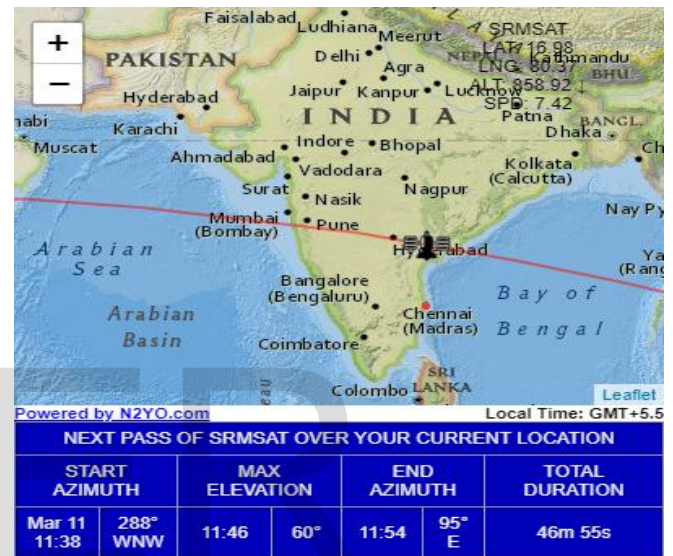 Faisalabad
Ludhiana
Meerut
SRMSAT
+
Delhi
LAT: 16.98
PAKISTAN
Agra
LNG: 80.37
Kathmandu
BHU.
−
Jaipur Kanpur Lucknow
ALT: 858.92 ↓
Hyderabad
SPD: 7.42
INDIA
Patna
BANGL.
Karachi
Dhaka
Muscat
Indore Bhopal
Ahmadabad
Vadodara
Kolkata
(Calcutta)
Surat
Nagpur
Nasik
Nay Py
Mumbai
(Bombay)
Pune
Hyderabad
Arabian
Sea
Bangalore
(Bengaluru)
Bay of
Bengal
Arabian
Basin
Chennai
(Madras)
Coimbatore
SRI
LANKA
Colombo
Leaflet
Powered by N2YO.com
Local Time: GMT+5.5
NEXT PASS OF SRMSAT OVER YOUR CURRENT LOCATION
START
AZIMUTH
MAX
ELEVATION
END
AZIMUTH
TOTAL
DURATION
Mar 11
11:38
288°
WNW
11:46
60°
11:54
95°
E
46m 55s